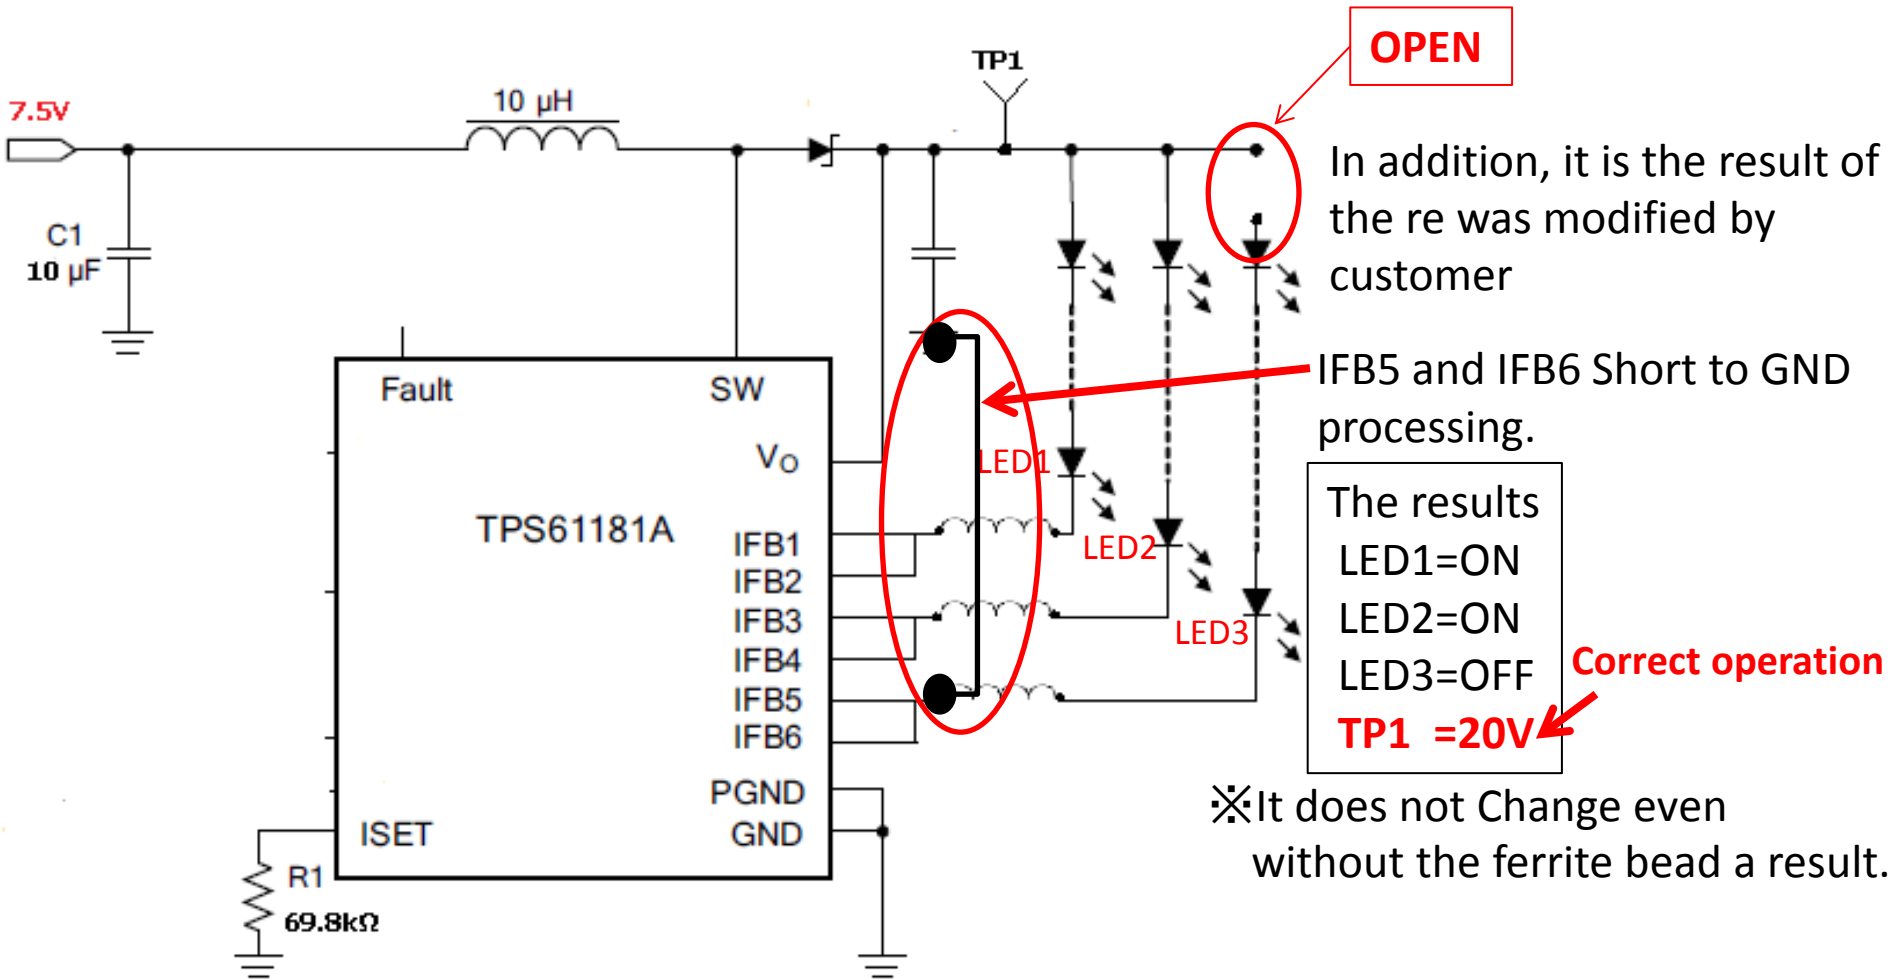 OPEN
TP1
7.5V
10 µH
In addition, it is the result of
the re was modified by
customer
C1
10 µF
IFB5 and IFB6 Short to GND
processing.
Fault
SW
VO
LED1
TPS61181A
IFB1
IFB2
IFB3
IFB4
IFB5
IFB6
LED2
LED3
The results
LED1=ON
LED2=ON
LED3=OFF
TP1 =20V
Correct operation
PGND
GND
ISET
R1
69.8kΩ
※It does not Change even
without the ferrite bead a result.